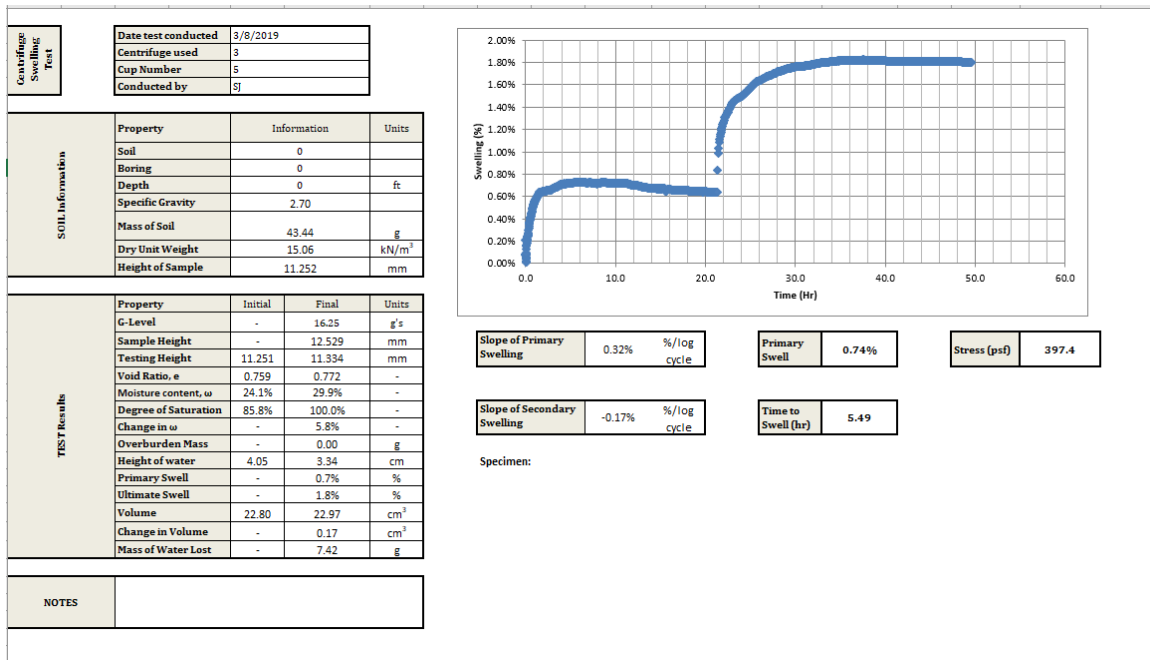 Centrifuge
Swelling
Test
Date test conducted 3/8/2019
Centrifuge used 3
Cup Number 5
Conducted by SJ
SOIL Information
Property Information Units
Soil 0
Boring 0
Depth 0 ft
Specific Gravity 2.70
Mass of Soil 43.44 g
Dry Unit Weight 15.06 kN/m³
Height of Sample 11.252 mm
TEST Results
Property Initial Final Units
G-Level - 16.25 g's
Sample Height - 12.529 mm
Testing Height 11.251 11.334 mm
Void Ratio, e 0.759 0.772 -
Moisture content, ω 24.1% 29.9% -
Degree of Saturation 85.8% 100.0% -
Change in ω - 5.8% -
Overburden Mass - 0.00 g
Height of water 4.05 3.34 cm
Primary Swell - 0.7% %
Ultimate Swell - 1.8% %
Volume 22.80 22.97 cm³
Change in Volume - 0.17 cm³
Mass of Water Lost - 7.42 g
NOTES
Swelling (%)
2.00%
1.80%
1.60%
1.40%
1.20%
1.00%
0.80%
0.60%
0.40%
0.20%
0.00%
0.0 10.0 20.0 30.0 40.0 50.0 60.0
Time (Hr)
Slope of Primary
Swelling
0.32%
%/log
cycle
Primary
Swell
0.74%
Stress (psf) 397.4
Slope of Secondary
Swelling
-0.17%
%/log
cycle
Time to
Swell (hr)
5.49
Specimen: